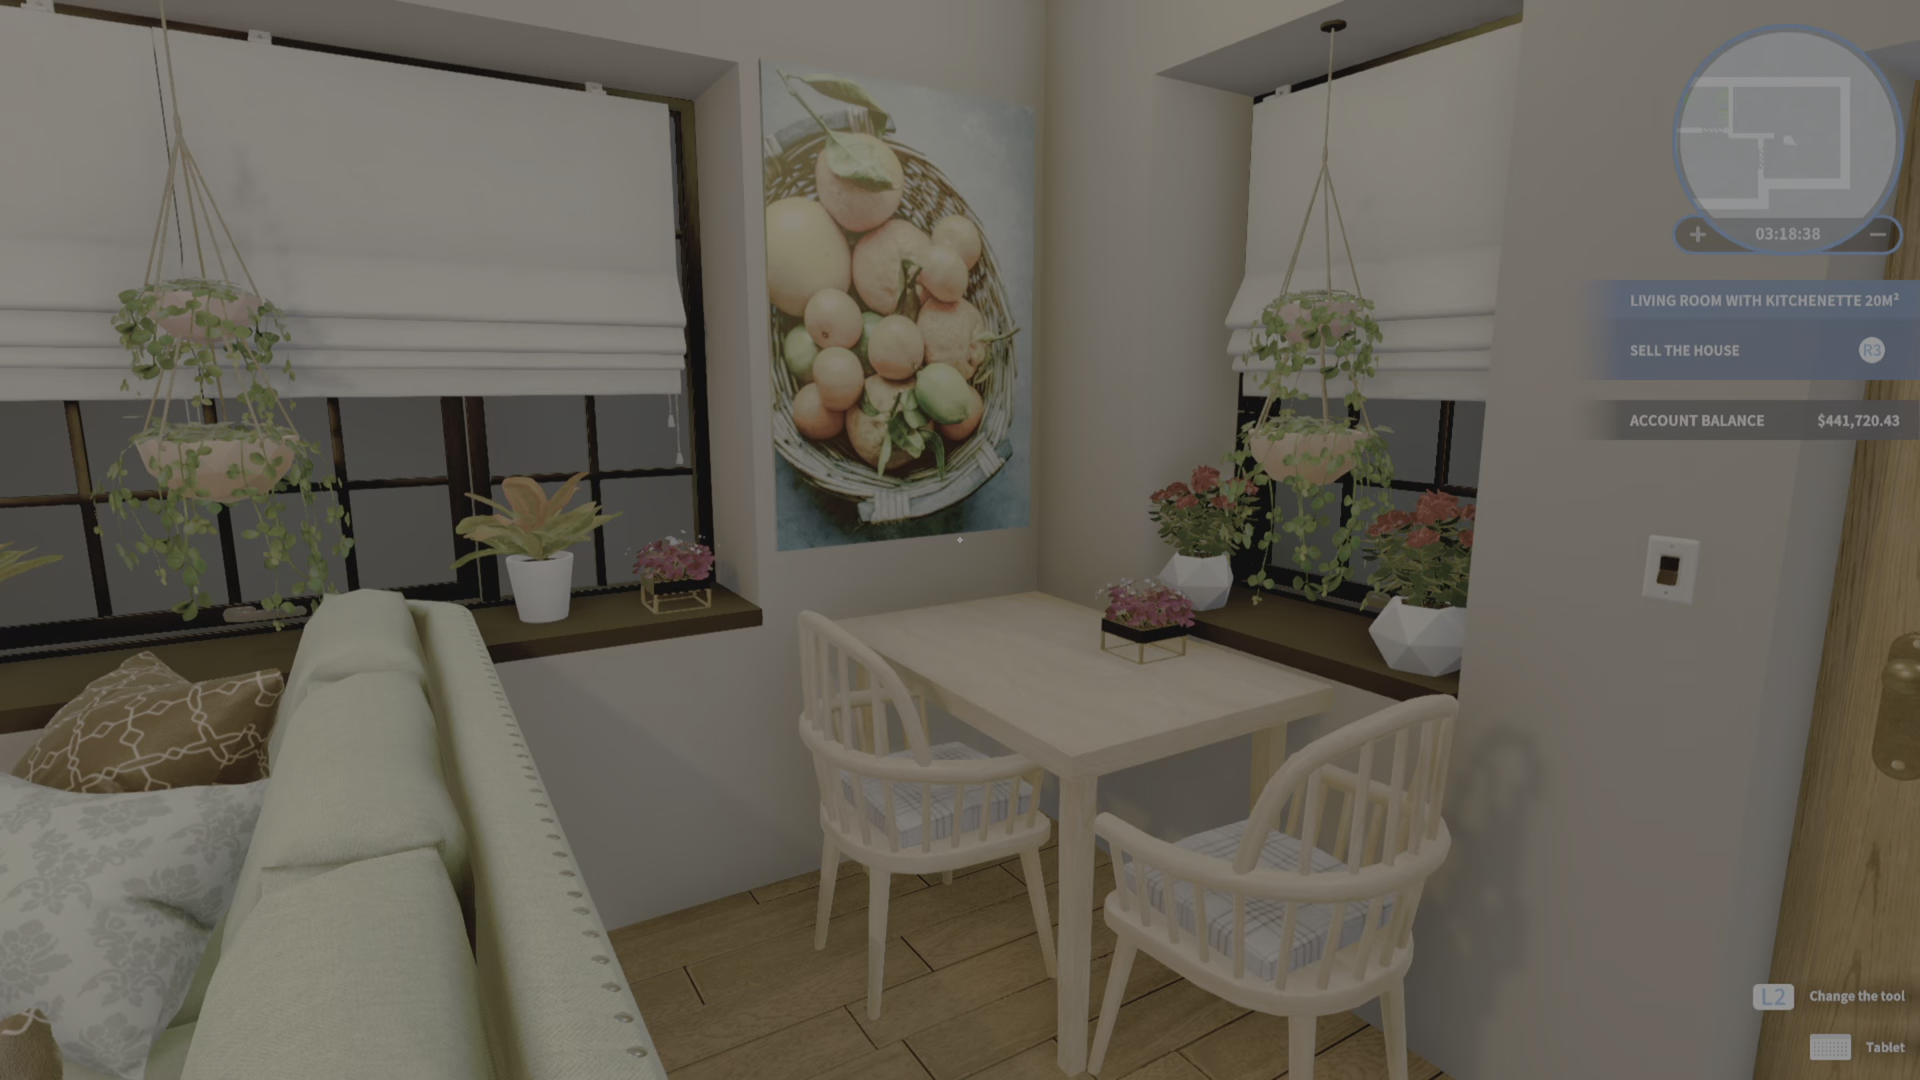 + 03:18:38 −
LIVING ROOM WITH KITCHENETTE 20M²
SELL THE HOUSE R3
ACCOUNT BALANCE $441,720.43
L2 Change the tool
Tablet